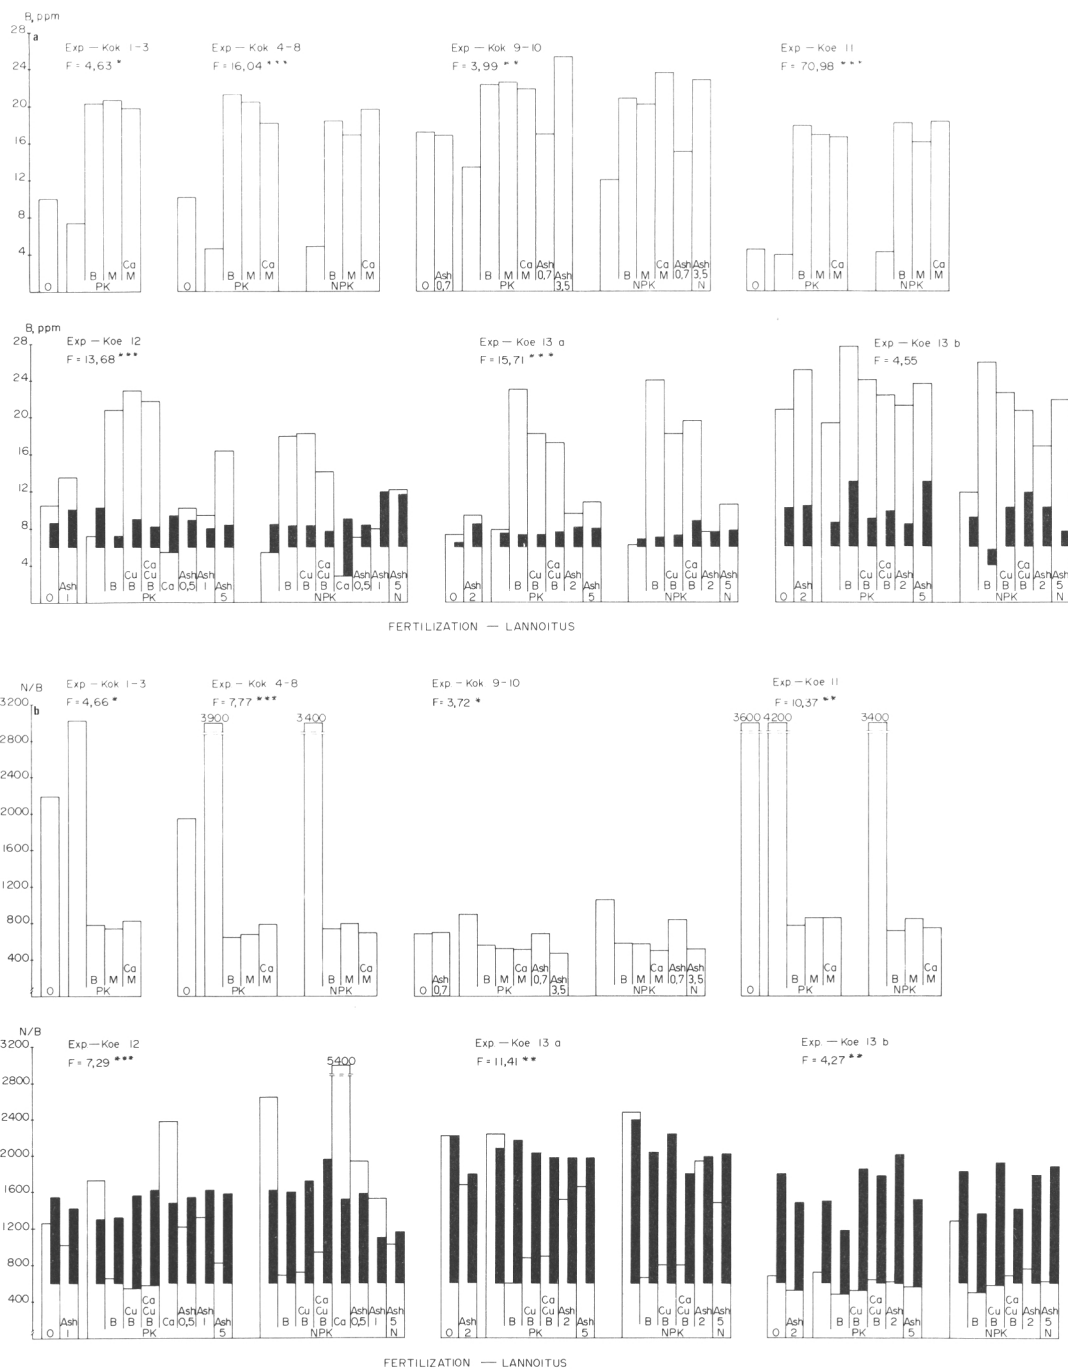 B, ppm
a
28
24
20
16
12
8
4
Exp — Kok 1-3
F = 4,63 *
Exp — Kok 4-8
F = 16,04 ***
Exp — Kok 9-10
F = 3,99 **
Exp — Koe 11
F = 70,98 ***
O B M Ca M PK
O B M Ca M PK B M Ca M NPK
O Ash 0,7 B M Ca M Ash 0,7 PK Ash 3,5 B M Ca M Ash 0,7 NPK Ash 3,5 N
O B M Ca M PK B M Ca M NPK
B, ppm
28
24
20
16
12
8
4
Exp — Koe 12
F = 13,68 ***
Exp — Koe 13 a
F = 15,71 ***
Exp — Koe 13 b
F = 4,55
O Ash 1 B Cu B Ca Cu B Ca Ash 0,5 Ash 1 PK Ash 5 B Cu B Ca Cu B Ca Ash 0,5 Ash 1 NPK Ash 5 N
O Ash 2 B Cu B Ca Cu B Ash 2 PK Ash 5 B Cu B Ca Cu B Ash 2 NPK Ash 5 N
O Ash 2 B Cu B Ca Cu B Ash 2 PK Ash 5 B Cu B Ca Cu B Ash 2 NPK Ash 5 N
FERTILIZATION — LANNOITUS
N/B
b
3200
2800
2400
2000
1600
1200
800
400
Exp — Kok 1-3
F = 4,66 *
Exp — Kok 4-8
F = 7,77 ***
Exp — Kok 9-10
F = 3,72 *
Exp — Koe 11
F = 10,37 **
3900
3400
3600
4200
3400
O B M Ca M PK
O B M Ca M PK B M Ca M NPK
O Ash 0,7 B M Ca M Ash 0,7 PK Ash 3,5 B M Ca M Ash 0,7 NPK Ash 3,5 N
O B M Ca M PK B M Ca M NPK
N/B
3200
2800
2400
2000
1600
1200
800
400
Exp — Koe 12
F = 7,29 ***
Exp — Koe 13 a
F = 11,41 **
Exp. — Koe 13 b
F = 4,27 **
5400
O Ash 1 B Cu B Ca Cu B Ca Ash 0,5 Ash 1 PK Ash 5 B Cu B Ca Cu B Ca Ash 0,5 Ash 1 NPK Ash 5 N
O Ash 2 B Cu B Ca Cu B Ash 2 PK Ash 5 B Cu B Ca Cu B Ash 2 NPK Ash 5 N
O Ash 2 B Cu B Ca Cu B Ash 2 PK Ash 5 B Cu B Ca Cu B Ash 2 NPK Ash 5 N
FERTILIZATION — LANNOITUS